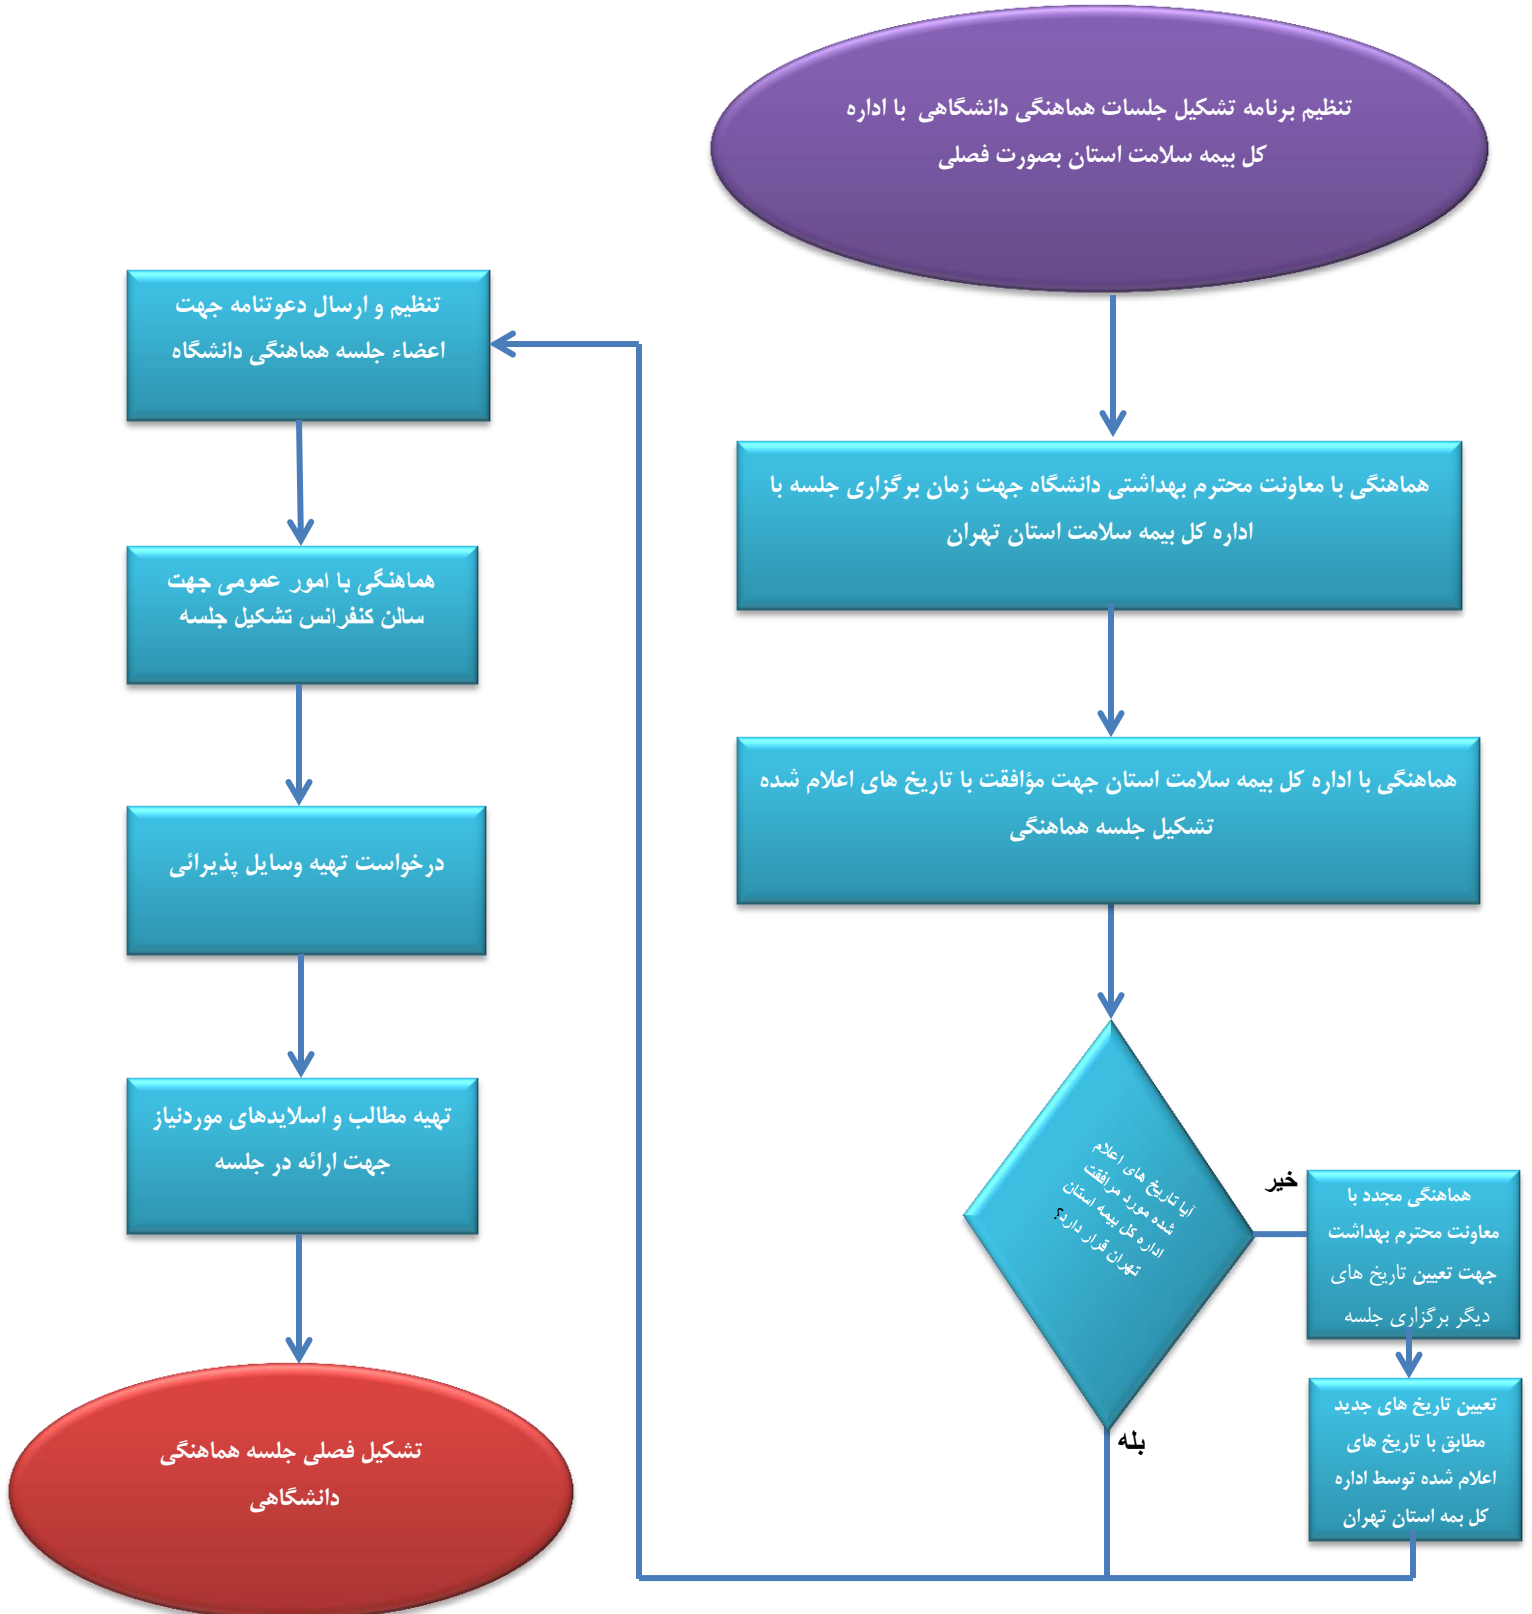 تنظیم برنامه تشکیل جلسات هماهنگی دانشگاهی با اداره
کل بیمه سلامت استان بصورت فصلی
هماهنگی با معاونت محترم بهداشتی دانشگاه جهت زمان برگزاری جلسه با
اداره کل بیمه سلامت استان تهران
هماهنگی با اداره کل بیمه سلامت استان جهت مؤافقت با تاریخ های اعلام شده
تشکیل جلسه هماهنگی
آیا تاریخ های اعلام
شده مورد مرافقت
اداره کل بیمه استان
تهران قرار دارد؟
خیر
هماهنگی مجدد با
معاونت محترم بهداشت
جهت تعیین تاریخ های
دیگر برگزاری جلسه
تعیین تاریخ های جدید
مطابق با تاریخ های
اعلام شده توسط اداره
کل بمه استان تهران
بله
تنظیم و ارسال دعوتنامه جهت
اعضاء جلسه هماهنگی دانشگاه
هماهنگی با امور عمومی جهت
سالن کنفرانس تشکیل جلسه
درخواست تهیه وسایل پذیرائی
تهیه مطالب و اسلایدهای موردنیاز
جهت ارائه در جلسه
تشکیل فصلی جلسه هماهنگی
دانشگاهی